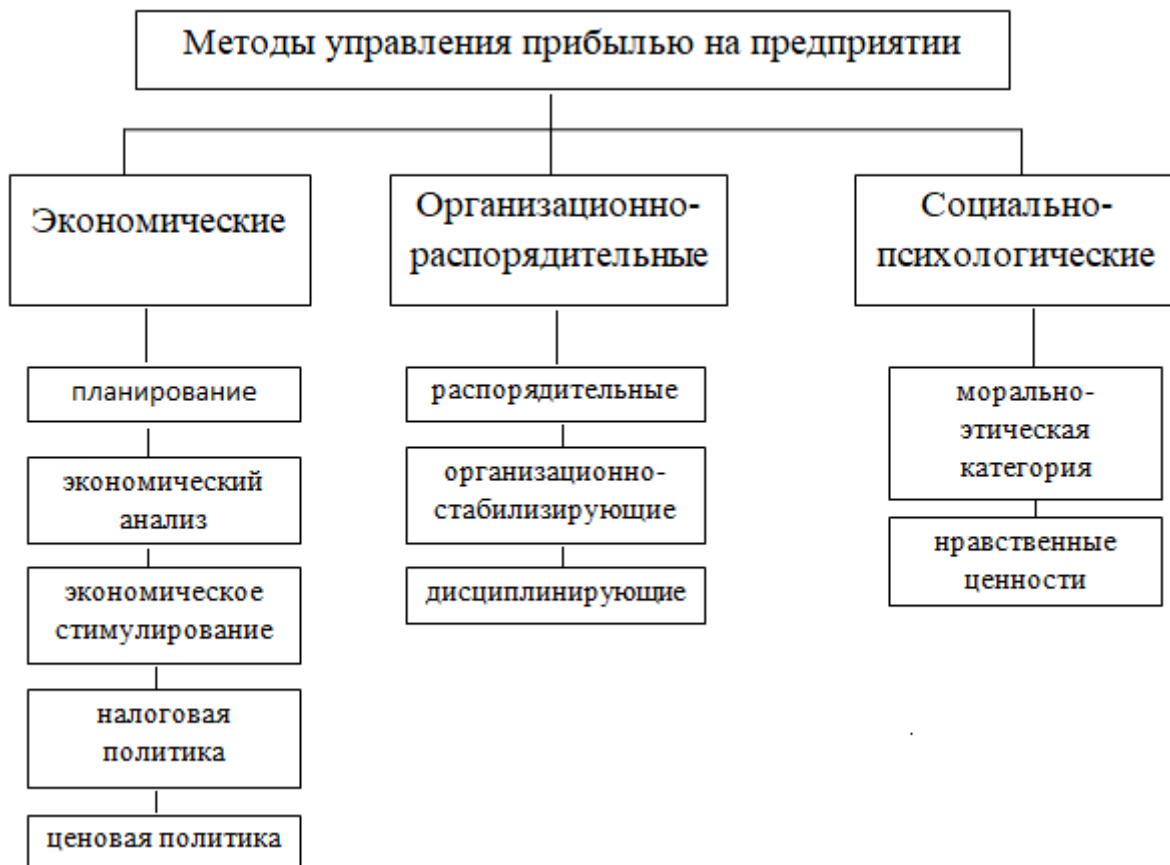 Методы управления прибылью на предприятии
Экономические
Организационно-
распорядительные
Социально-
психологические
планирование
экономический
анализ
экономическое
стимулирование
налоговая
политика
ценовая политика
распорядительные
организационно-
стабилизирующие
дисциплинирующие
морально-
этическая
категория
нравственные
ценности